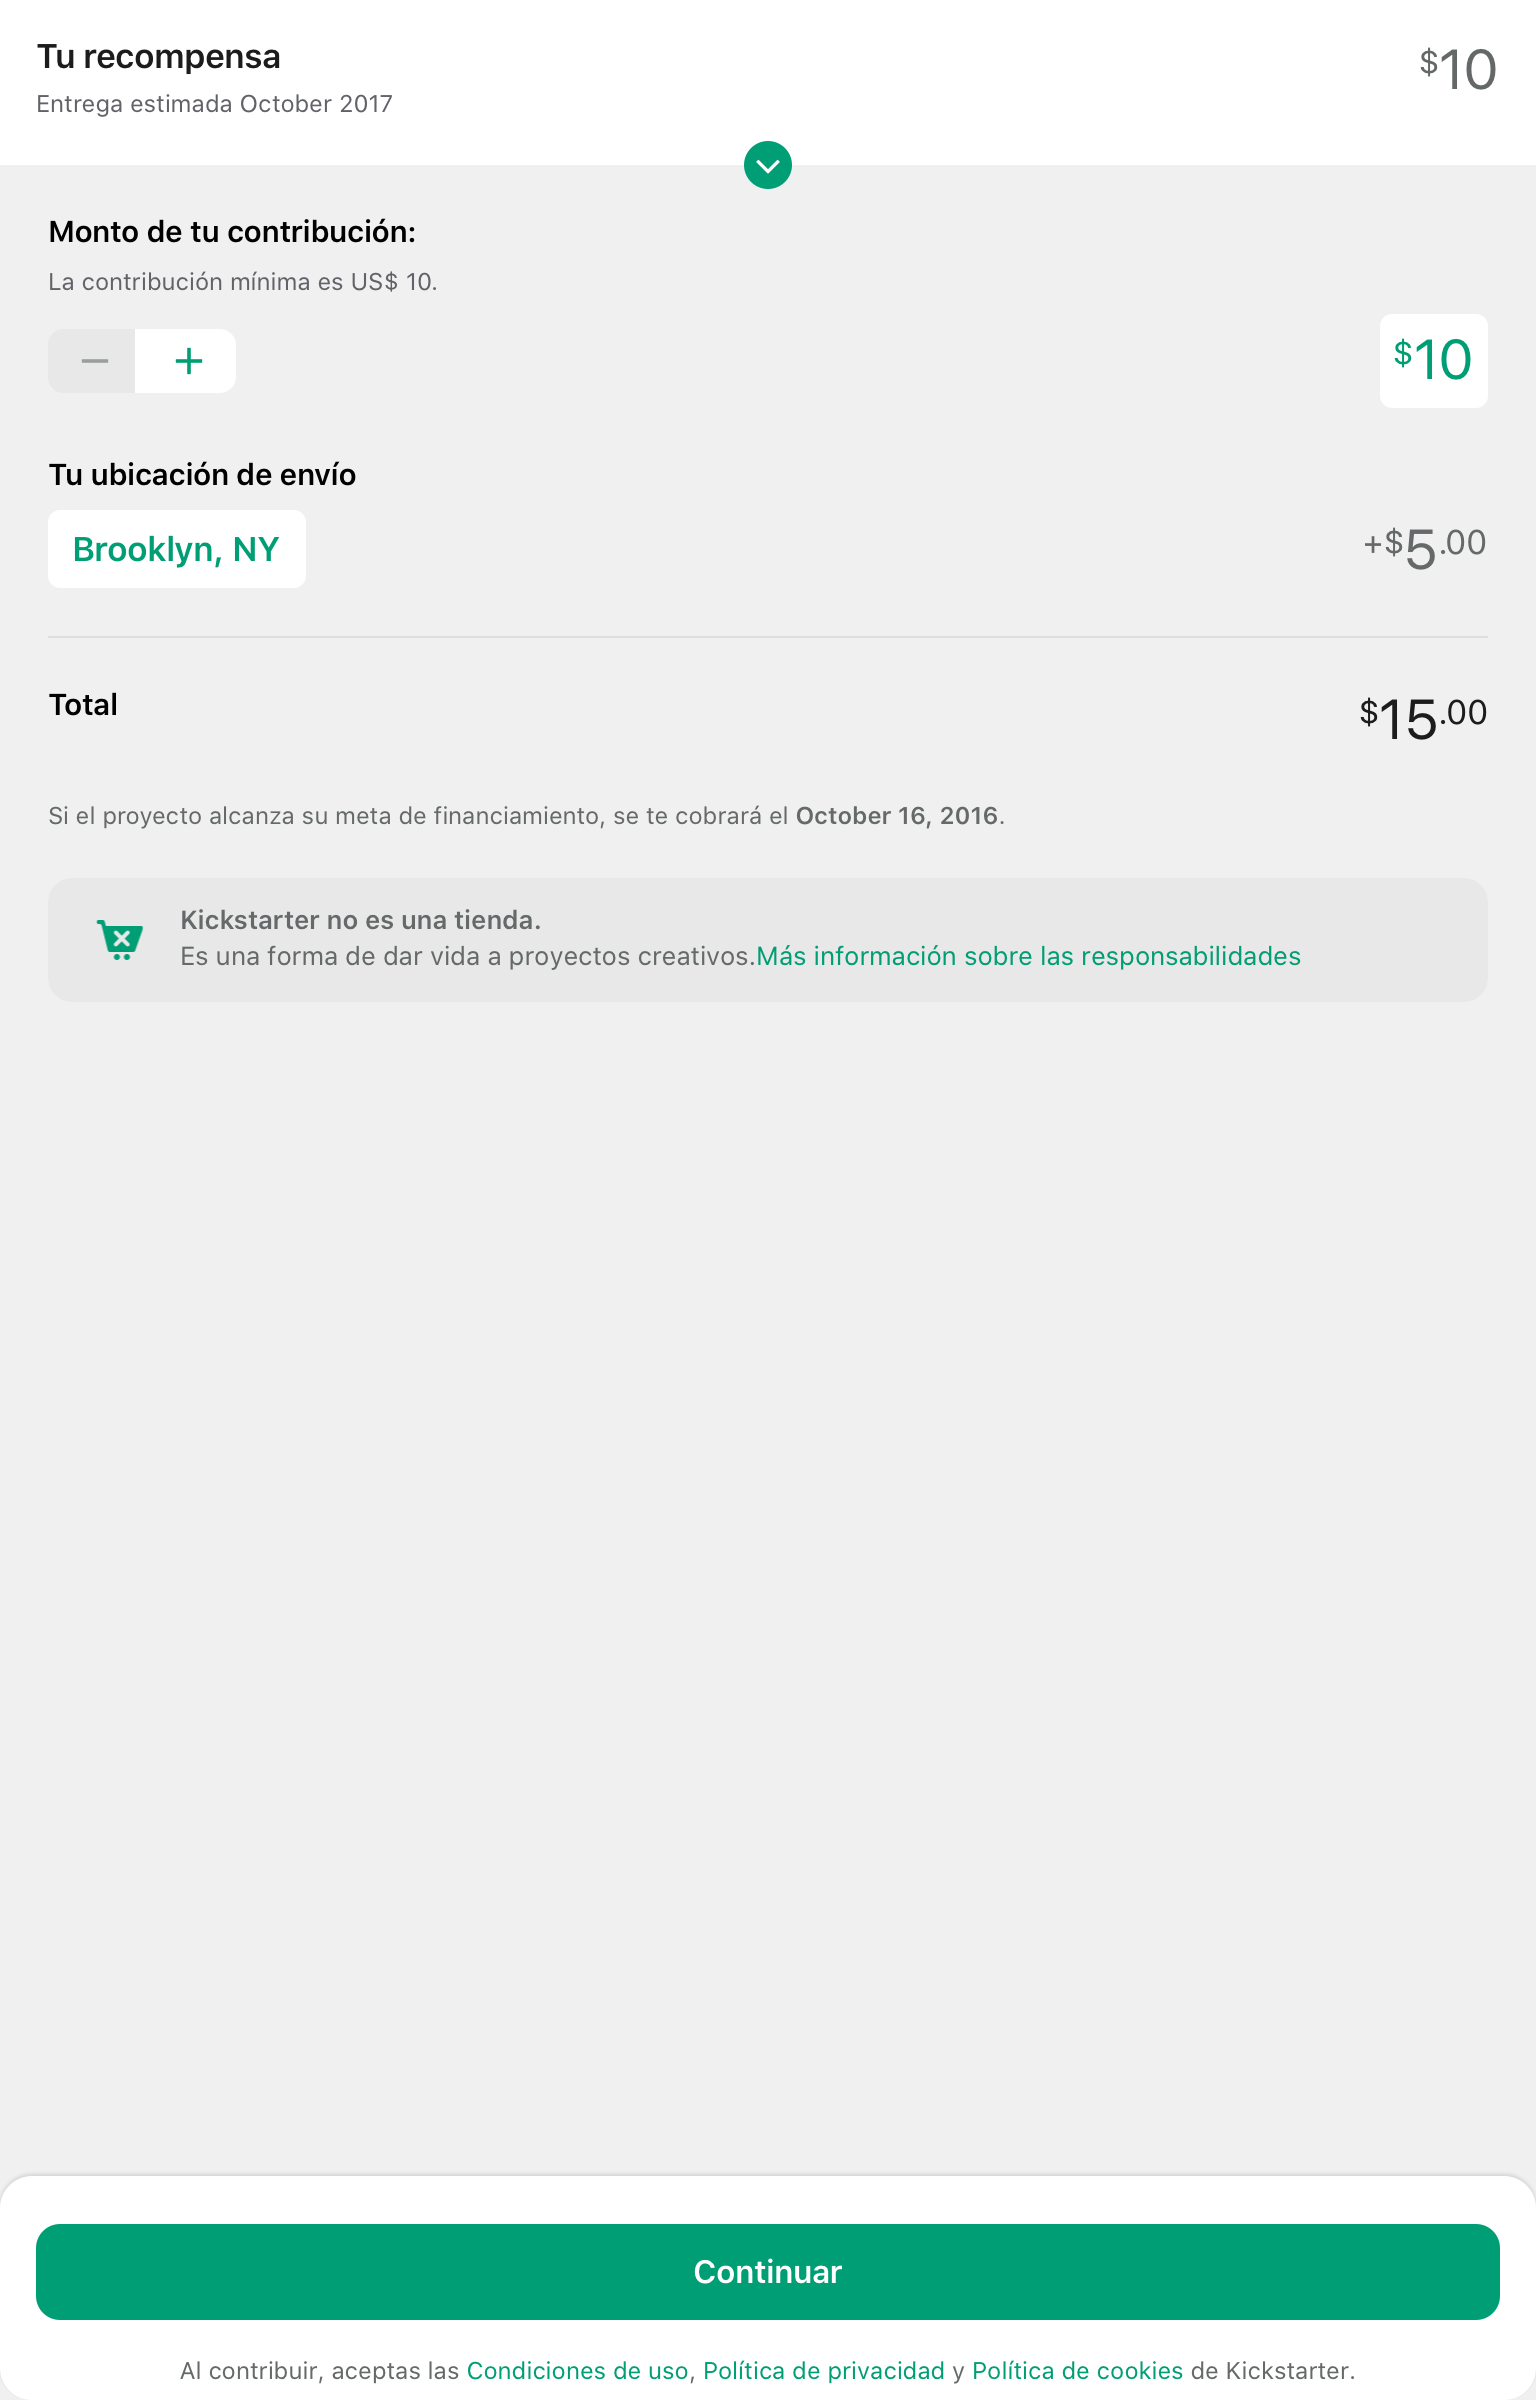 Tu recompensa
$10
Entrega estimada October 2017
Monto de tu contribución:
La contribución mínima es US$ 10.
$10
Tu ubicación de envío
Brooklyn, NY
+$5.00
Total
$15.00
Si el proyecto alcanza su meta de financiamiento, se te cobrará el October 16, 2016.
Kickstarter no es una tienda.
Es una forma de dar vida a proyectos creativos.Más información sobre las responsabilidades
Continuar
Al contribuir, aceptas las Condiciones de uso, Política de privacidad y Política de cookies de Kickstarter.